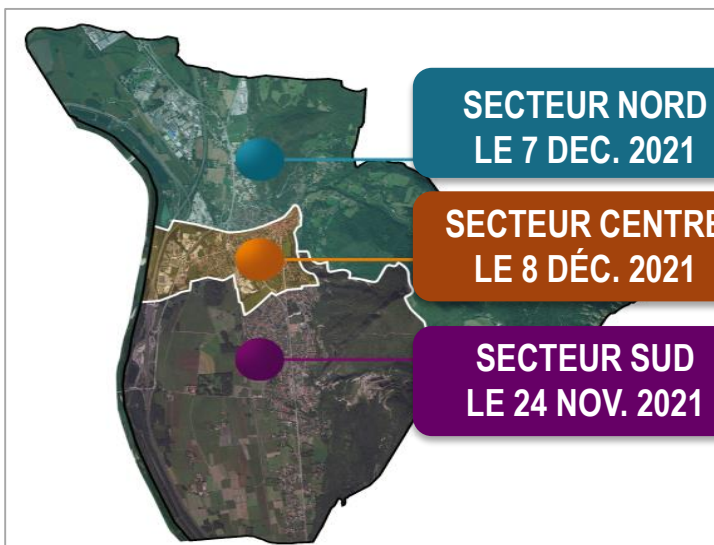 SECTEUR NORD
LE 7 DEC. 2021
SECTEUR CENTRE
LE 8 DÉC. 2021
SECTEUR SUD
LE 24 NOV. 2021